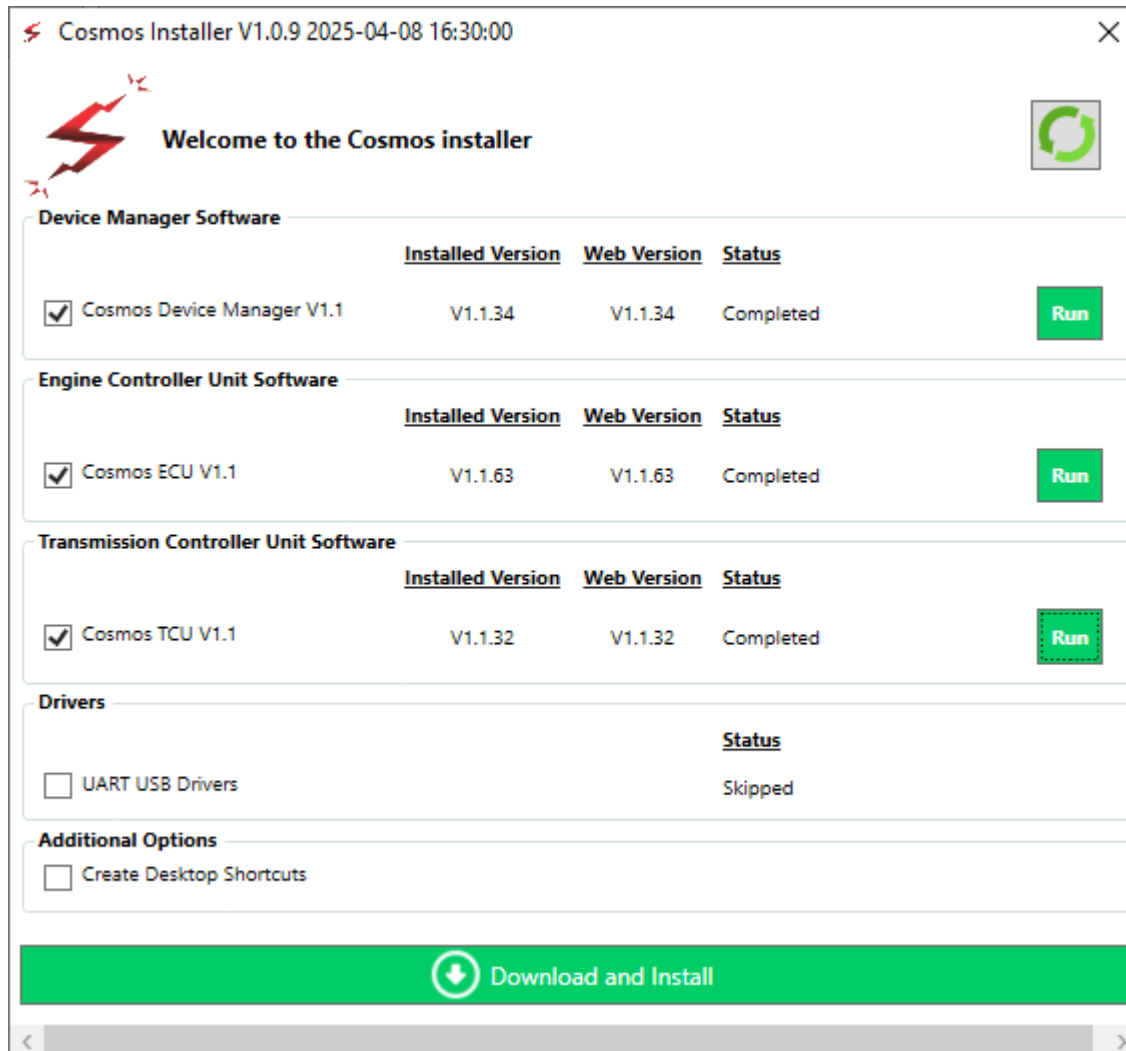 Cosmos Installer V1.0.9 2025-04-08 16:30:00
Welcome to the Cosmos installer
Device Manager Software
Installed Version Web Version Status
Cosmos Device Manager V1.1 V1.1.34 V1.1.34 Completed Run
Engine Controller Unit Software
Installed Version Web Version Status
Cosmos ECU V1.1 V1.1.63 V1.1.63 Completed Run
Transmission Controller Unit Software
Installed Version Web Version Status
Cosmos TCU V1.1 V1.1.32 V1.1.32 Completed Run
Drivers
Status
UART USB Drivers Skipped
Additional Options
Create Desktop Shortcuts
Download and Install